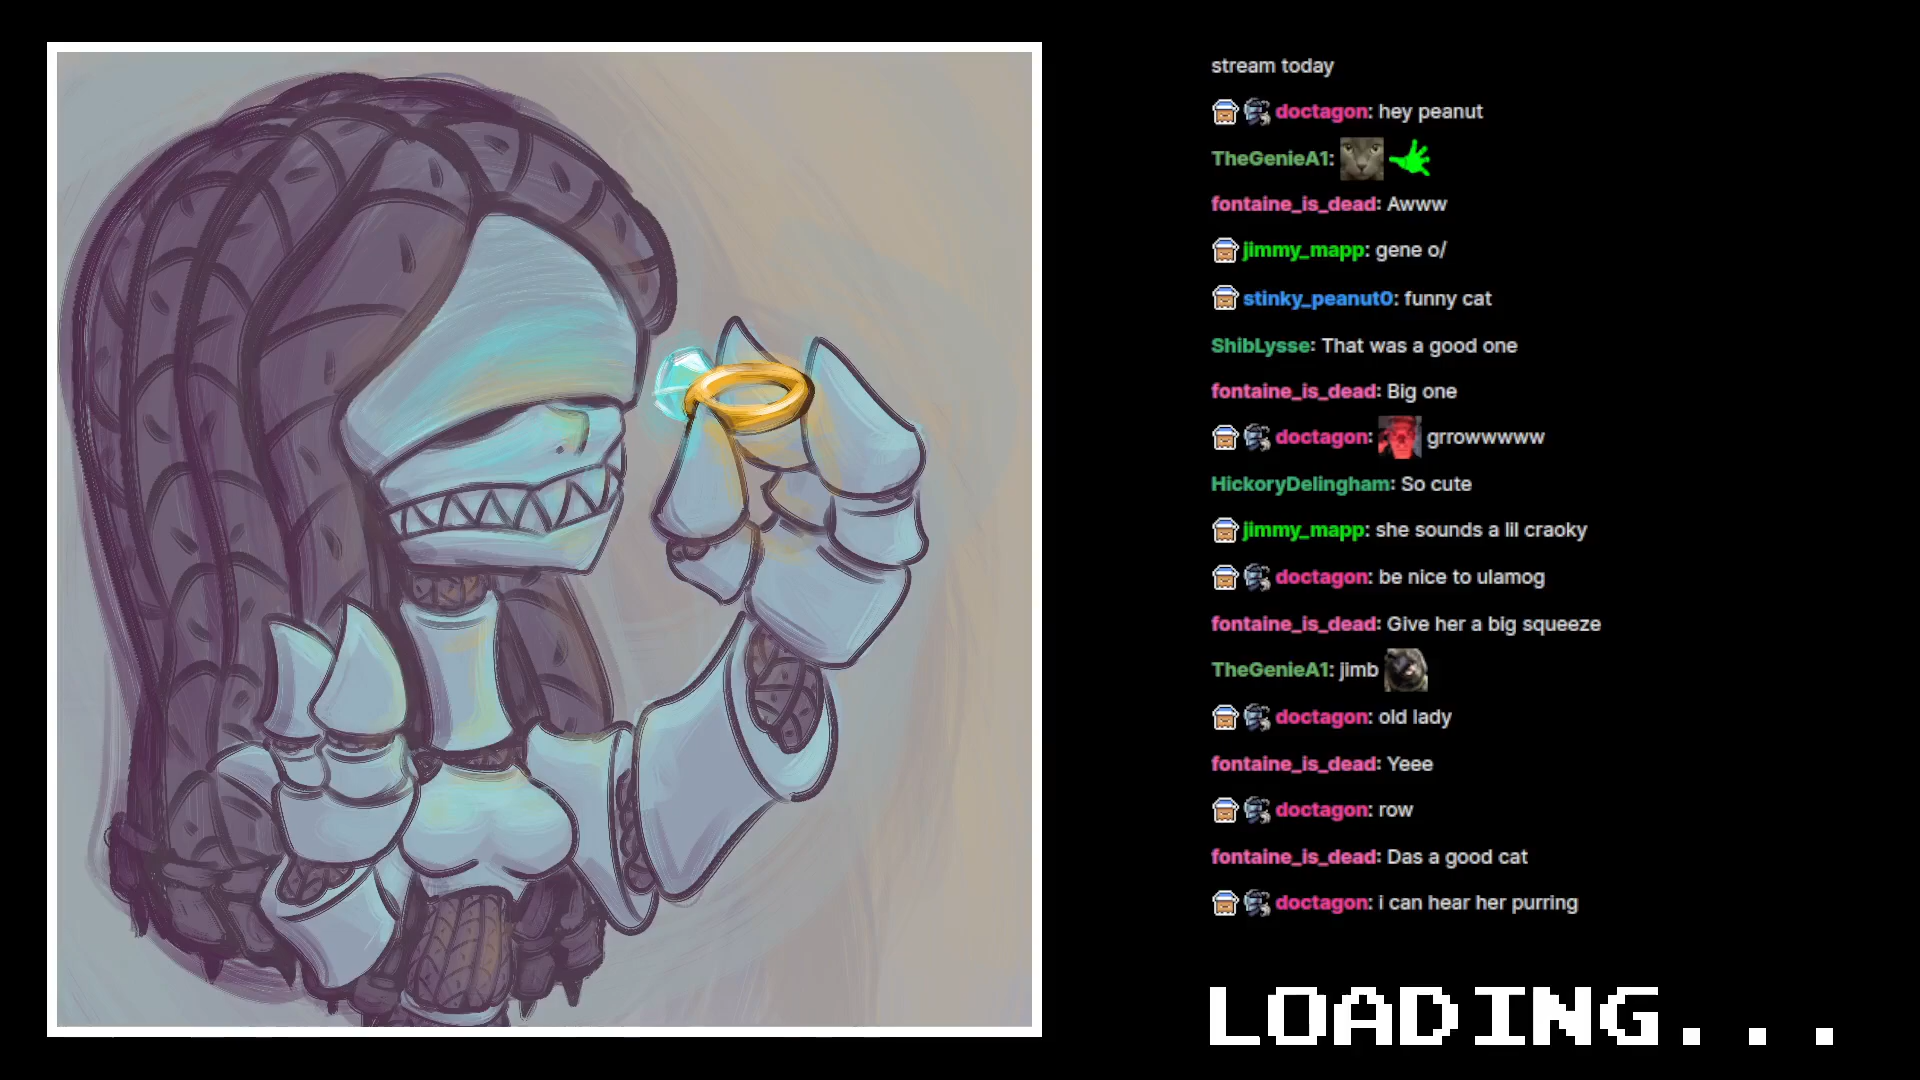 stream today
doctagon: hey peanut
TheGenieA1:
fontaine_is_dead: Awww
jimmy_mapp: gene o/
stinky_peanut0: funny cat
ShibLysse: That was a good one
fontaine_is_dead: Big one
doctagon: grrowwwww
HickoryDelingham: So cute
jimmy_mapp: she sounds a lil craoky
doctagon: be nice to ulamog
fontaine_is_dead: Give her a big squeeze
TheGenieA1: jimb
doctagon: old lady
fontaine_is_dead: Yeee
doctagon: row
fontaine_is_dead: Das a good cat
doctagon: i can hear her purring
LOADING...